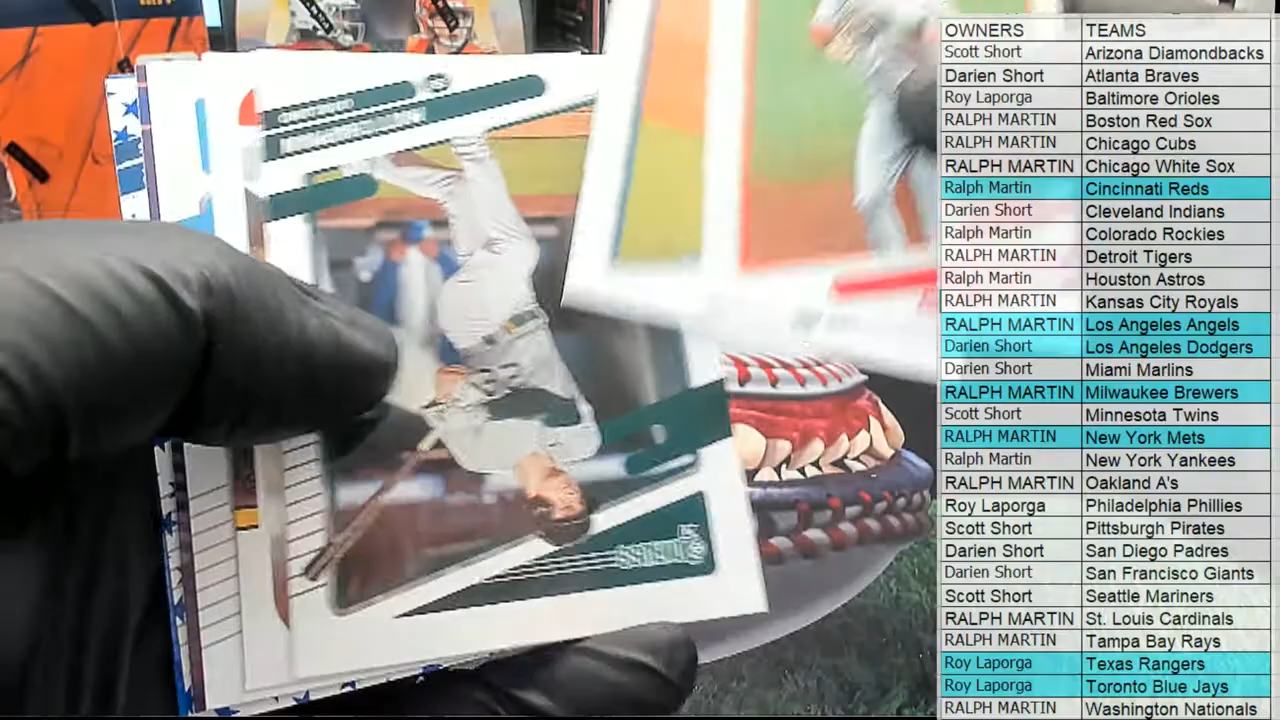 OWNERS TEAMS
Scott Short Arizona Diamondbacks
Darien Short Atlanta Braves
Roy Laporga Baltimore Orioles
RALPH MARTIN Boston Red Sox
RALPH MARTIN Chicago Cubs
RALPH MARTIN Chicago White Sox
Ralph Martin Cincinnati Reds
Darien Short Cleveland Indians
Ralph Martin Colorado Rockies
RALPH MARTIN Detroit Tigers
Ralph Martin Houston Astros
RALPH MARTIN Kansas City Royals
RALPH MARTIN Los Angeles Angels
Darien Short Los Angeles Dodgers
Darien Short Miami Marlins
RALPH MARTIN Milwaukee Brewers
Scott Short Minnesota Twins
RALPH MARTIN New York Mets
Ralph Martin New York Yankees
RALPH MARTIN Oakland A's
Roy Laporga Philadelphia Phillies
Scott Short Pittsburgh Pirates
Darien Short San Diego Padres
Darien Short San Francisco Giants
Scott Short Seattle Mariners
RALPH MARTIN St. Louis Cardinals
RALPH MARTIN Tampa Bay Rays
Roy Laporga Texas Rangers
Roy Laporga Toronto Blue Jays
RALPH MARTIN Washington Nationals